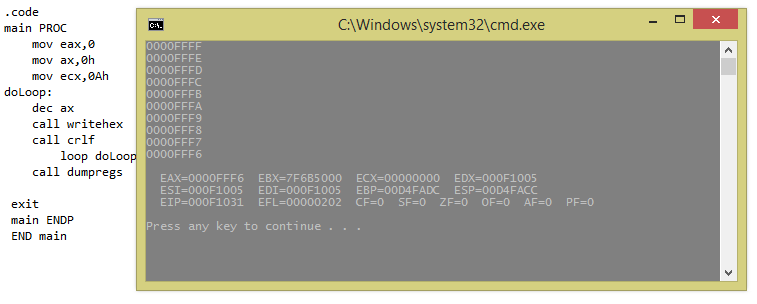 .code
main PROC
mov eax,0
mov ax,0h
mov ecx,0Ah
doLoop:
dec ax
call writehex
call crlf
loop doLoop
call dumpregs
exit
main ENDP
END main
C:\Windows\system32\cmd.exe
0000FFFF
0000FFFE
0000FFFD
0000FFFC
0000FFFB
0000FFFA
0000FFF9
0000FFF8
0000FFF7
0000FFF6
EAX=0000FFF6 EBX=7F6B5000 ECX=00000000 EDX=000F1005
ESI=000F1005 EDI=000F1005 EBP=00D4FADC ESP=00D4FACC
EIP=000F1031 EFL=00000202 CF=0 SF=0 ZF=0 OF=0 AF=0 PF=0
Press any key to continue . . .